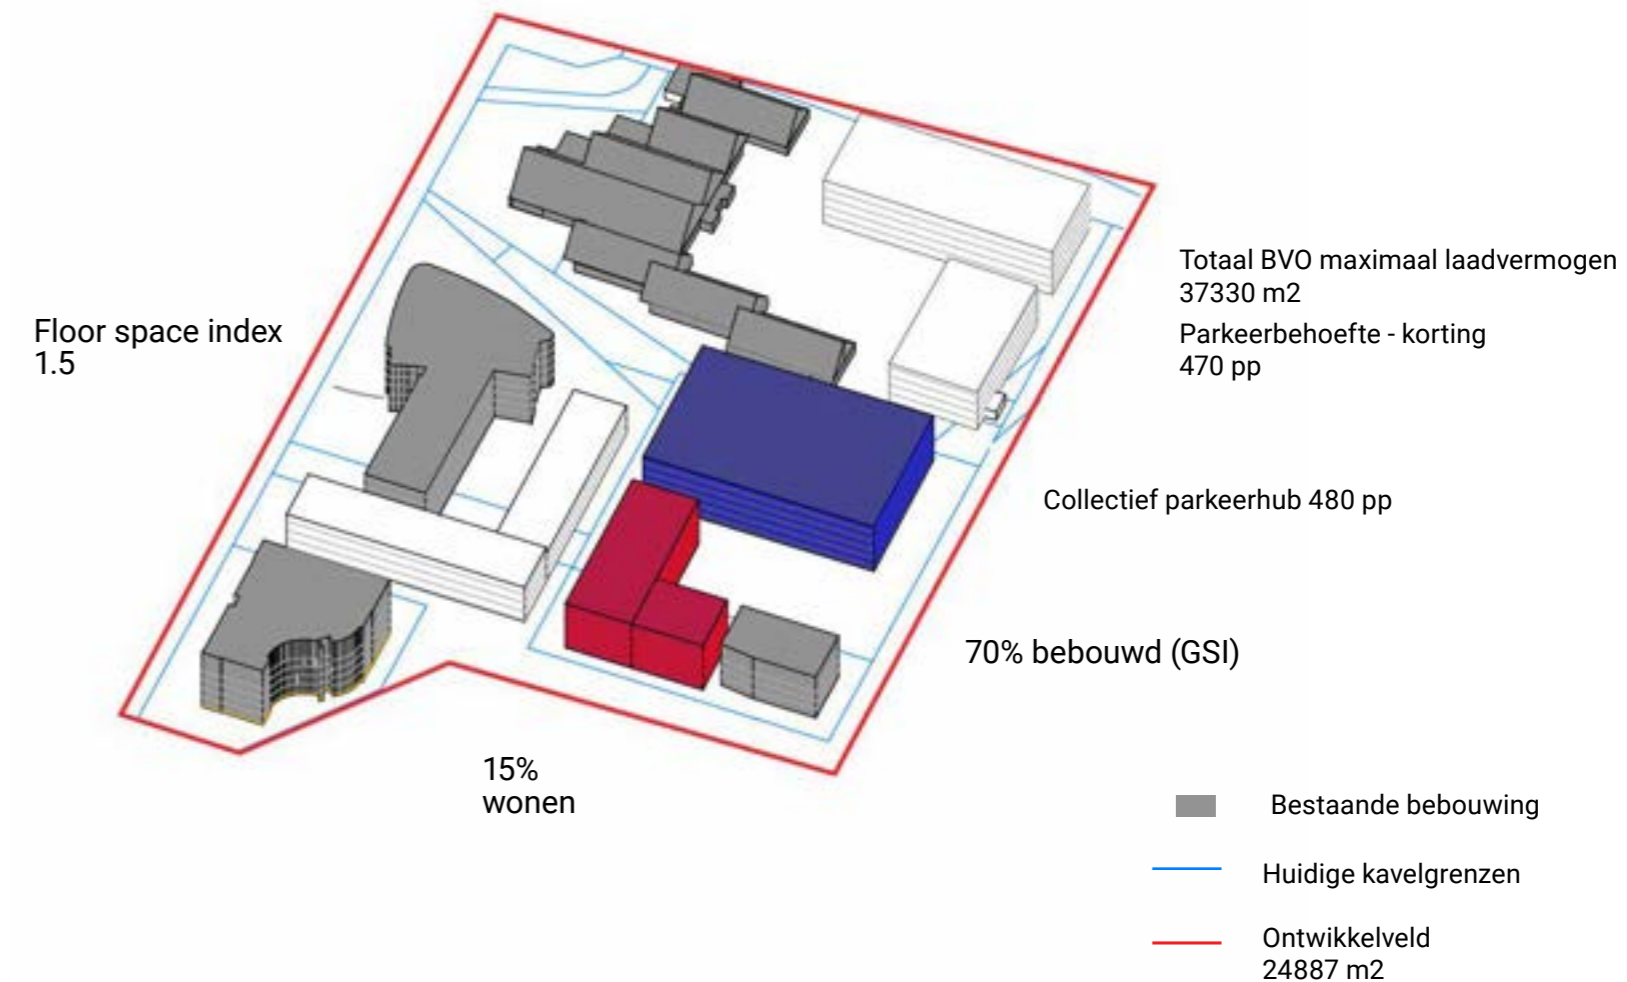 Floor space index
1.5
Totaal BVO maximaal laadvermogen
37330 m2
Parkeerbehoefte - korting
470 pp
Collectief parkeerhub 480 pp
70% bebouwd (GSI)
15%
wonen
Bestaande bebouwing
Huidige kavelgrenzen
Ontwikkelveld
24887 m2